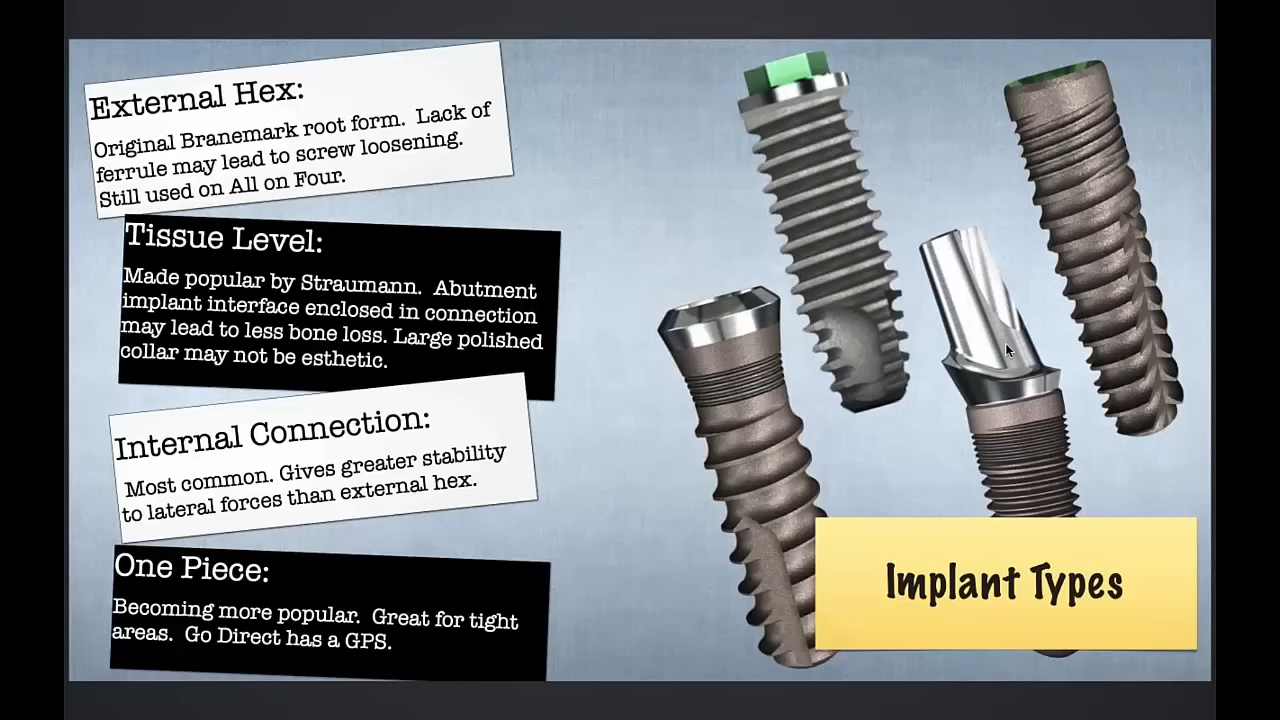 External Hex:
Original Branemark root form. Lack of
ferrule may lead to screw loosening.
Still used on All on Four.
Tissue Level:
Made popular by Straumann. Abutment
implant interface enclosed in connection
may lead to less bone loss. Large polished
collar may not be esthetic.
Internal Connection:
Most common. Gives greater stability
to lateral forces than external hex.
One Piece:
Becoming more popular. Great for tight
areas. Go Direct has a GPS.
Implant Types